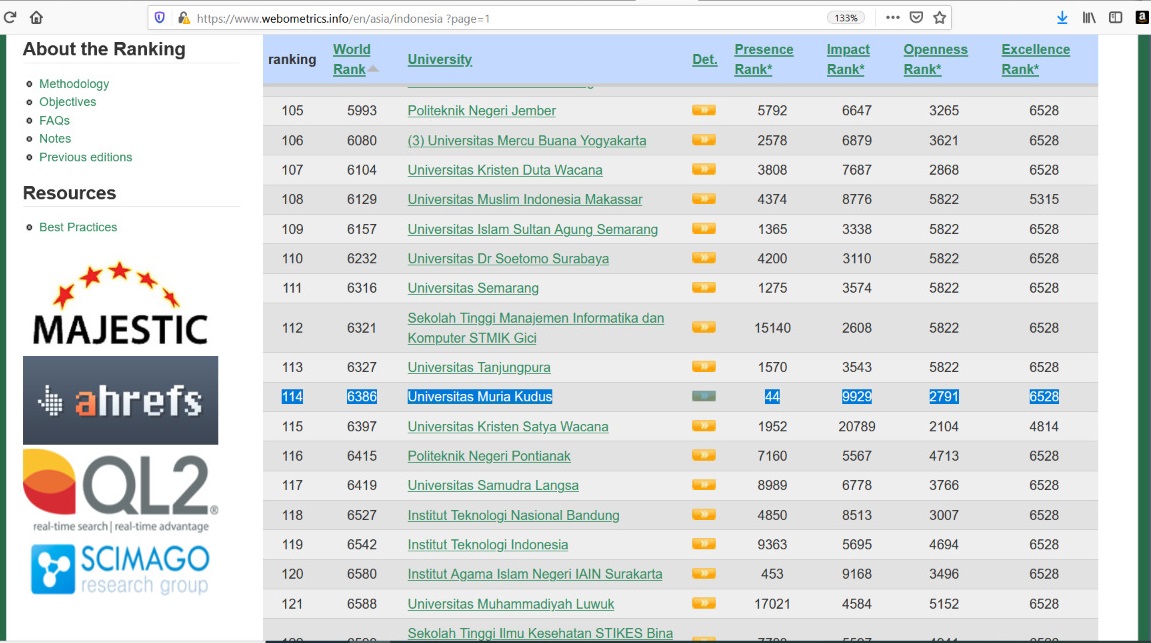 https://www.webometrics.info/en/asia/indonesia ?page=1
133%
About the Ranking
Methodology
Objectives
FAQs
Notes
Previous editions
Resources
Best Practices
MAJESTIC
ahrefs
QL2®
real-time search | real-time advantage
SCIMAGO
research group
ranking World Rank University Det. Presence Rank* Impact Rank* Openness Rank* Excellence Rank*
105 5993 Politeknik Negeri Jember 5792 6647 3265 6528
106 6080 (3) Universitas Mercu Buana Yogyakarta 2578 6879 3621 6528
107 6104 Universitas Kristen Duta Wacana 3808 7687 2868 6528
108 6129 Universitas Muslim Indonesia Makassar 4374 8776 5822 5315
109 6157 Universitas Islam Sultan Agung Semarang 1365 3338 5822 6528
110 6232 Universitas Dr Soetomo Surabaya 4200 3110 5822 6528
111 6316 Universitas Semarang 1275 3574 5822 6528
112 6321 Sekolah Tinggi Manajemen Informatika dan Komputer STMIK Gici 15140 2608 5822 6528
113 6327 Universitas Tanjungpura 1570 3543 5822 6528
114 6386 Universitas Muria Kudus 44 9929 2791 6528
115 6397 Universitas Kristen Satya Wacana 1952 20789 2104 4814
116 6415 Politeknik Negeri Pontianak 7160 5567 4713 6528
117 6419 Universitas Samudra Langsa 8989 6778 3766 6528
118 6527 Institut Teknologi Nasional Bandung 4850 8513 3007 6528
119 6542 Institut Teknologi Indonesia 9363 5695 4694 6528
120 6580 Institut Agama Islam Negeri IAIN Surakarta 453 9168 3496 6528
121 6588 Universitas Muhammadiyah Luwuk 17021 4584 5152 6528
Sekolah Tinggi Ilmu Kesehatan STIKES Bina